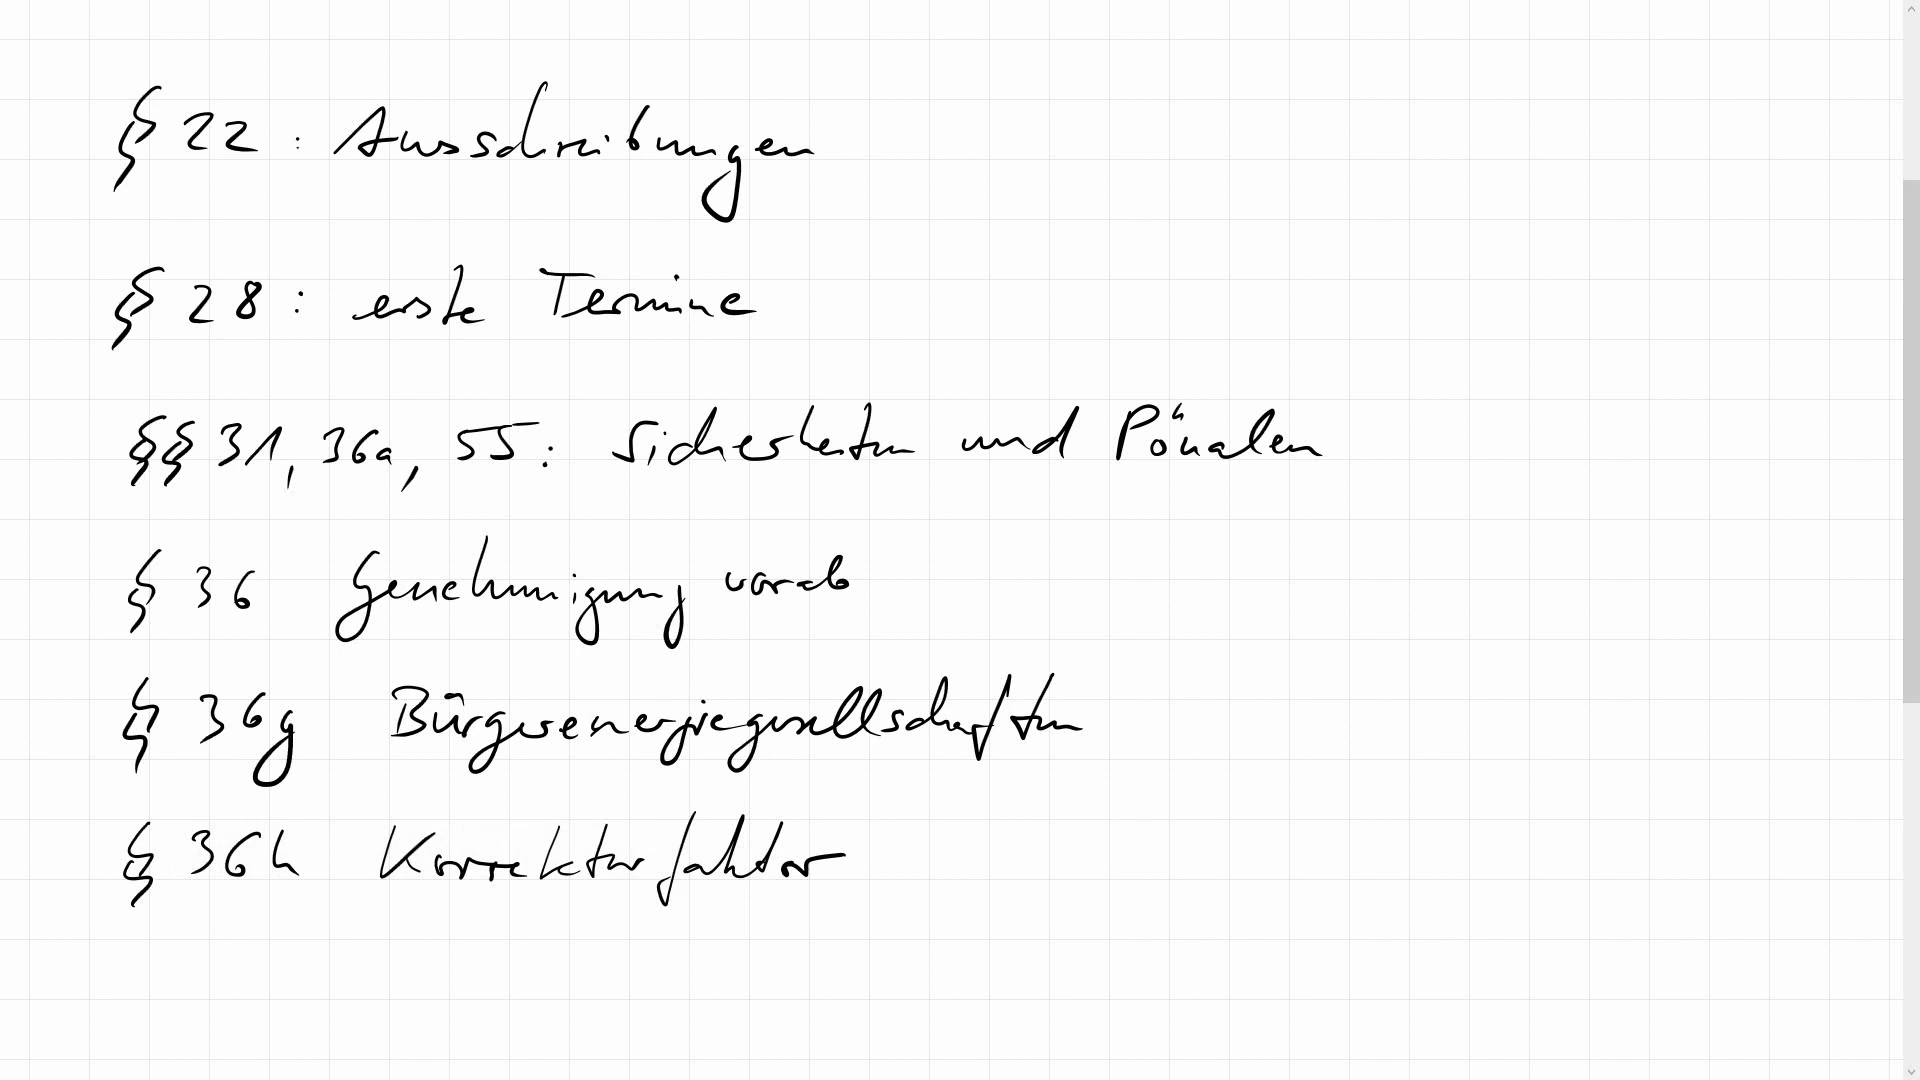 § 22 : Ausschreibungen
§ 28 : erste Termine
§§ 31, 36a, 55 : Sicherheiten und Pönalen
§ 36 Genehmigung vorab
§ 36g Bürgerenergiegesellschaften
§ 36h Korrekturfaktor